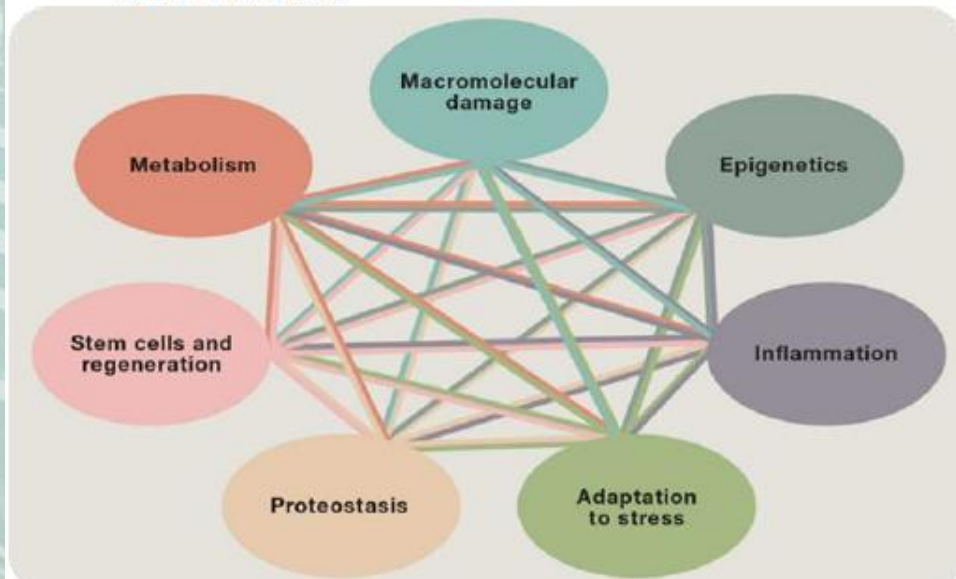 Macromolecular
damage
Metabolism
Epigenetics
Stem cells and
regeneration
Inflammation
Proteostasis
Adaptation
to stress